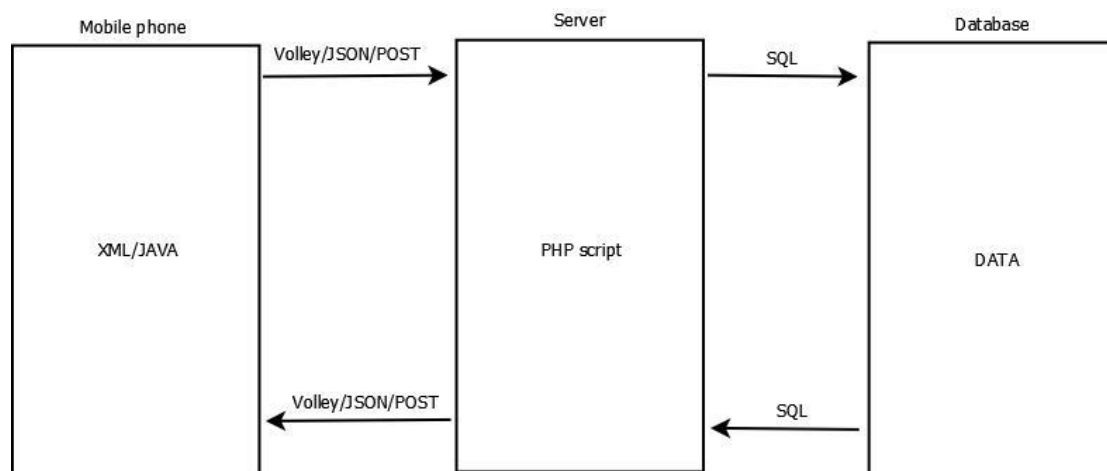 Mobile phone
Server
Database
Volley/JSON/POST
SQL
XML/JAVA
PHP script
DATA
Volley/JSON/POST
SQL